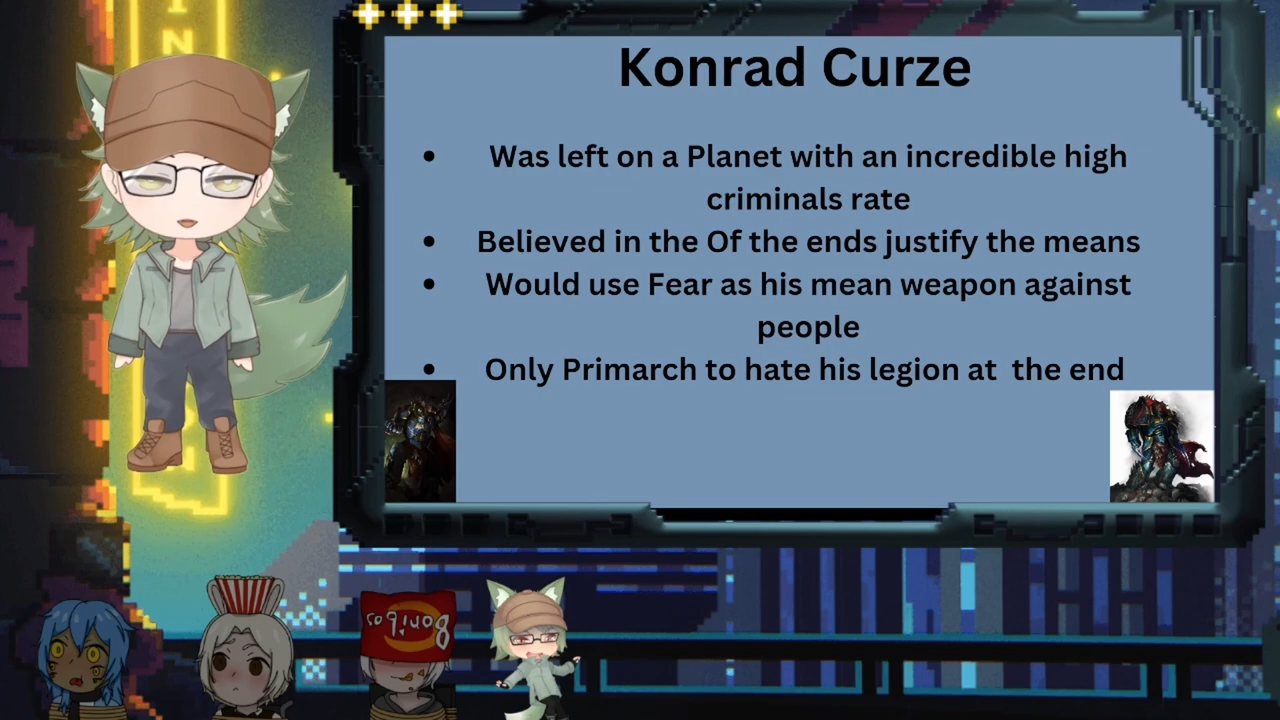 I
N
Konrad Curze
Was left on a Planet with an incredible high
criminals rate
Believed in the Of the ends justify the means
Would use Fear as his mean weapon against
people
Only Primarch to hate his legion at  the end